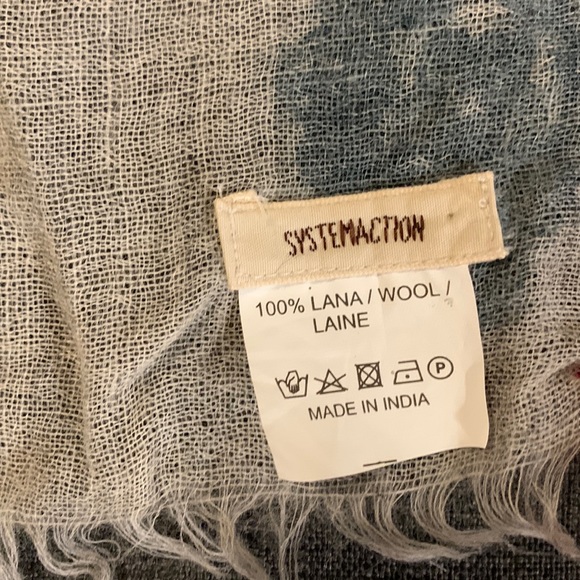 SYSTEMACTION
100% LANA / WOOL /
LAINE
P
MADE IN INDIA